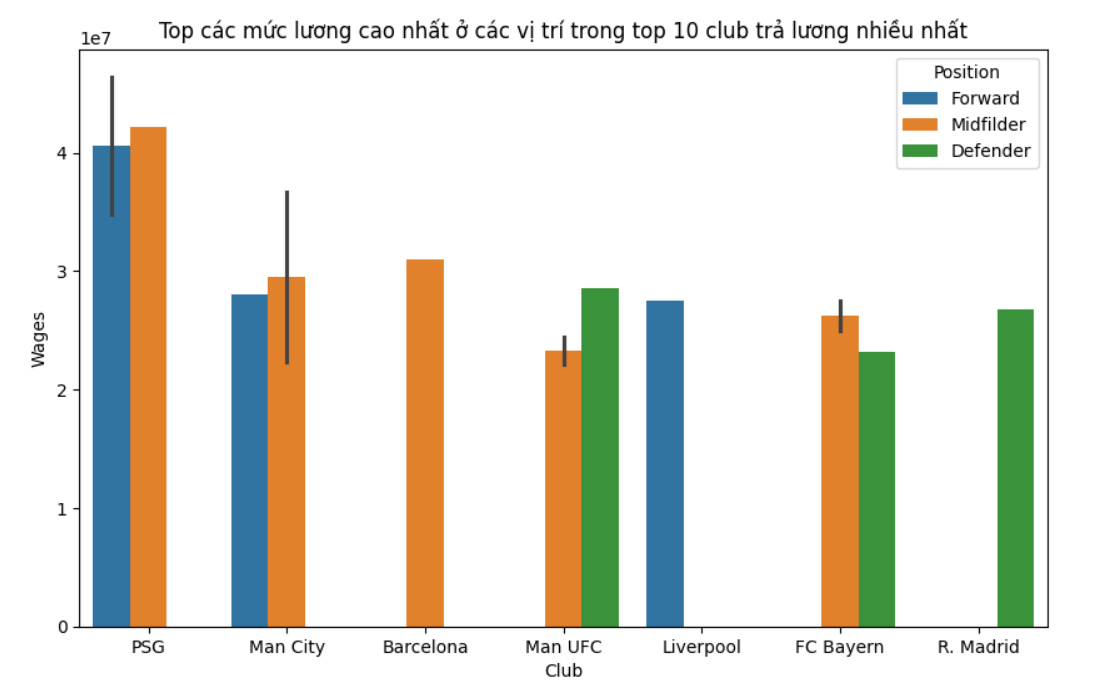 Top các mức lương cao nhất ở các vị trí trong top 10 club trả lương nhiều nhất
1e7
Position
Forward
Midfilder
Defender
4
3
2
1
0
Wages
PSG Man City Barcelona Man UFC Liverpool FC Bayern R. Madrid
Club